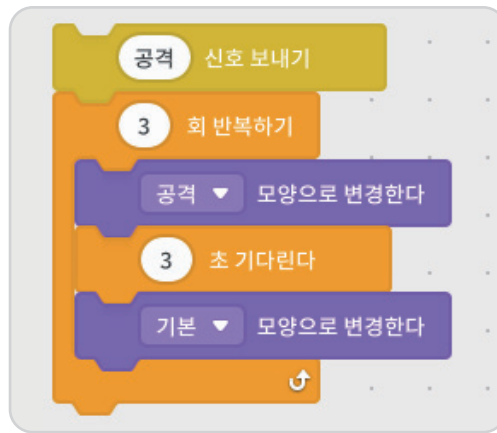 공격 신호 보내기
3 회 반복하기
공격 모양으로 변경한다
3 초 기다린다
기본 모양으로 변경한다